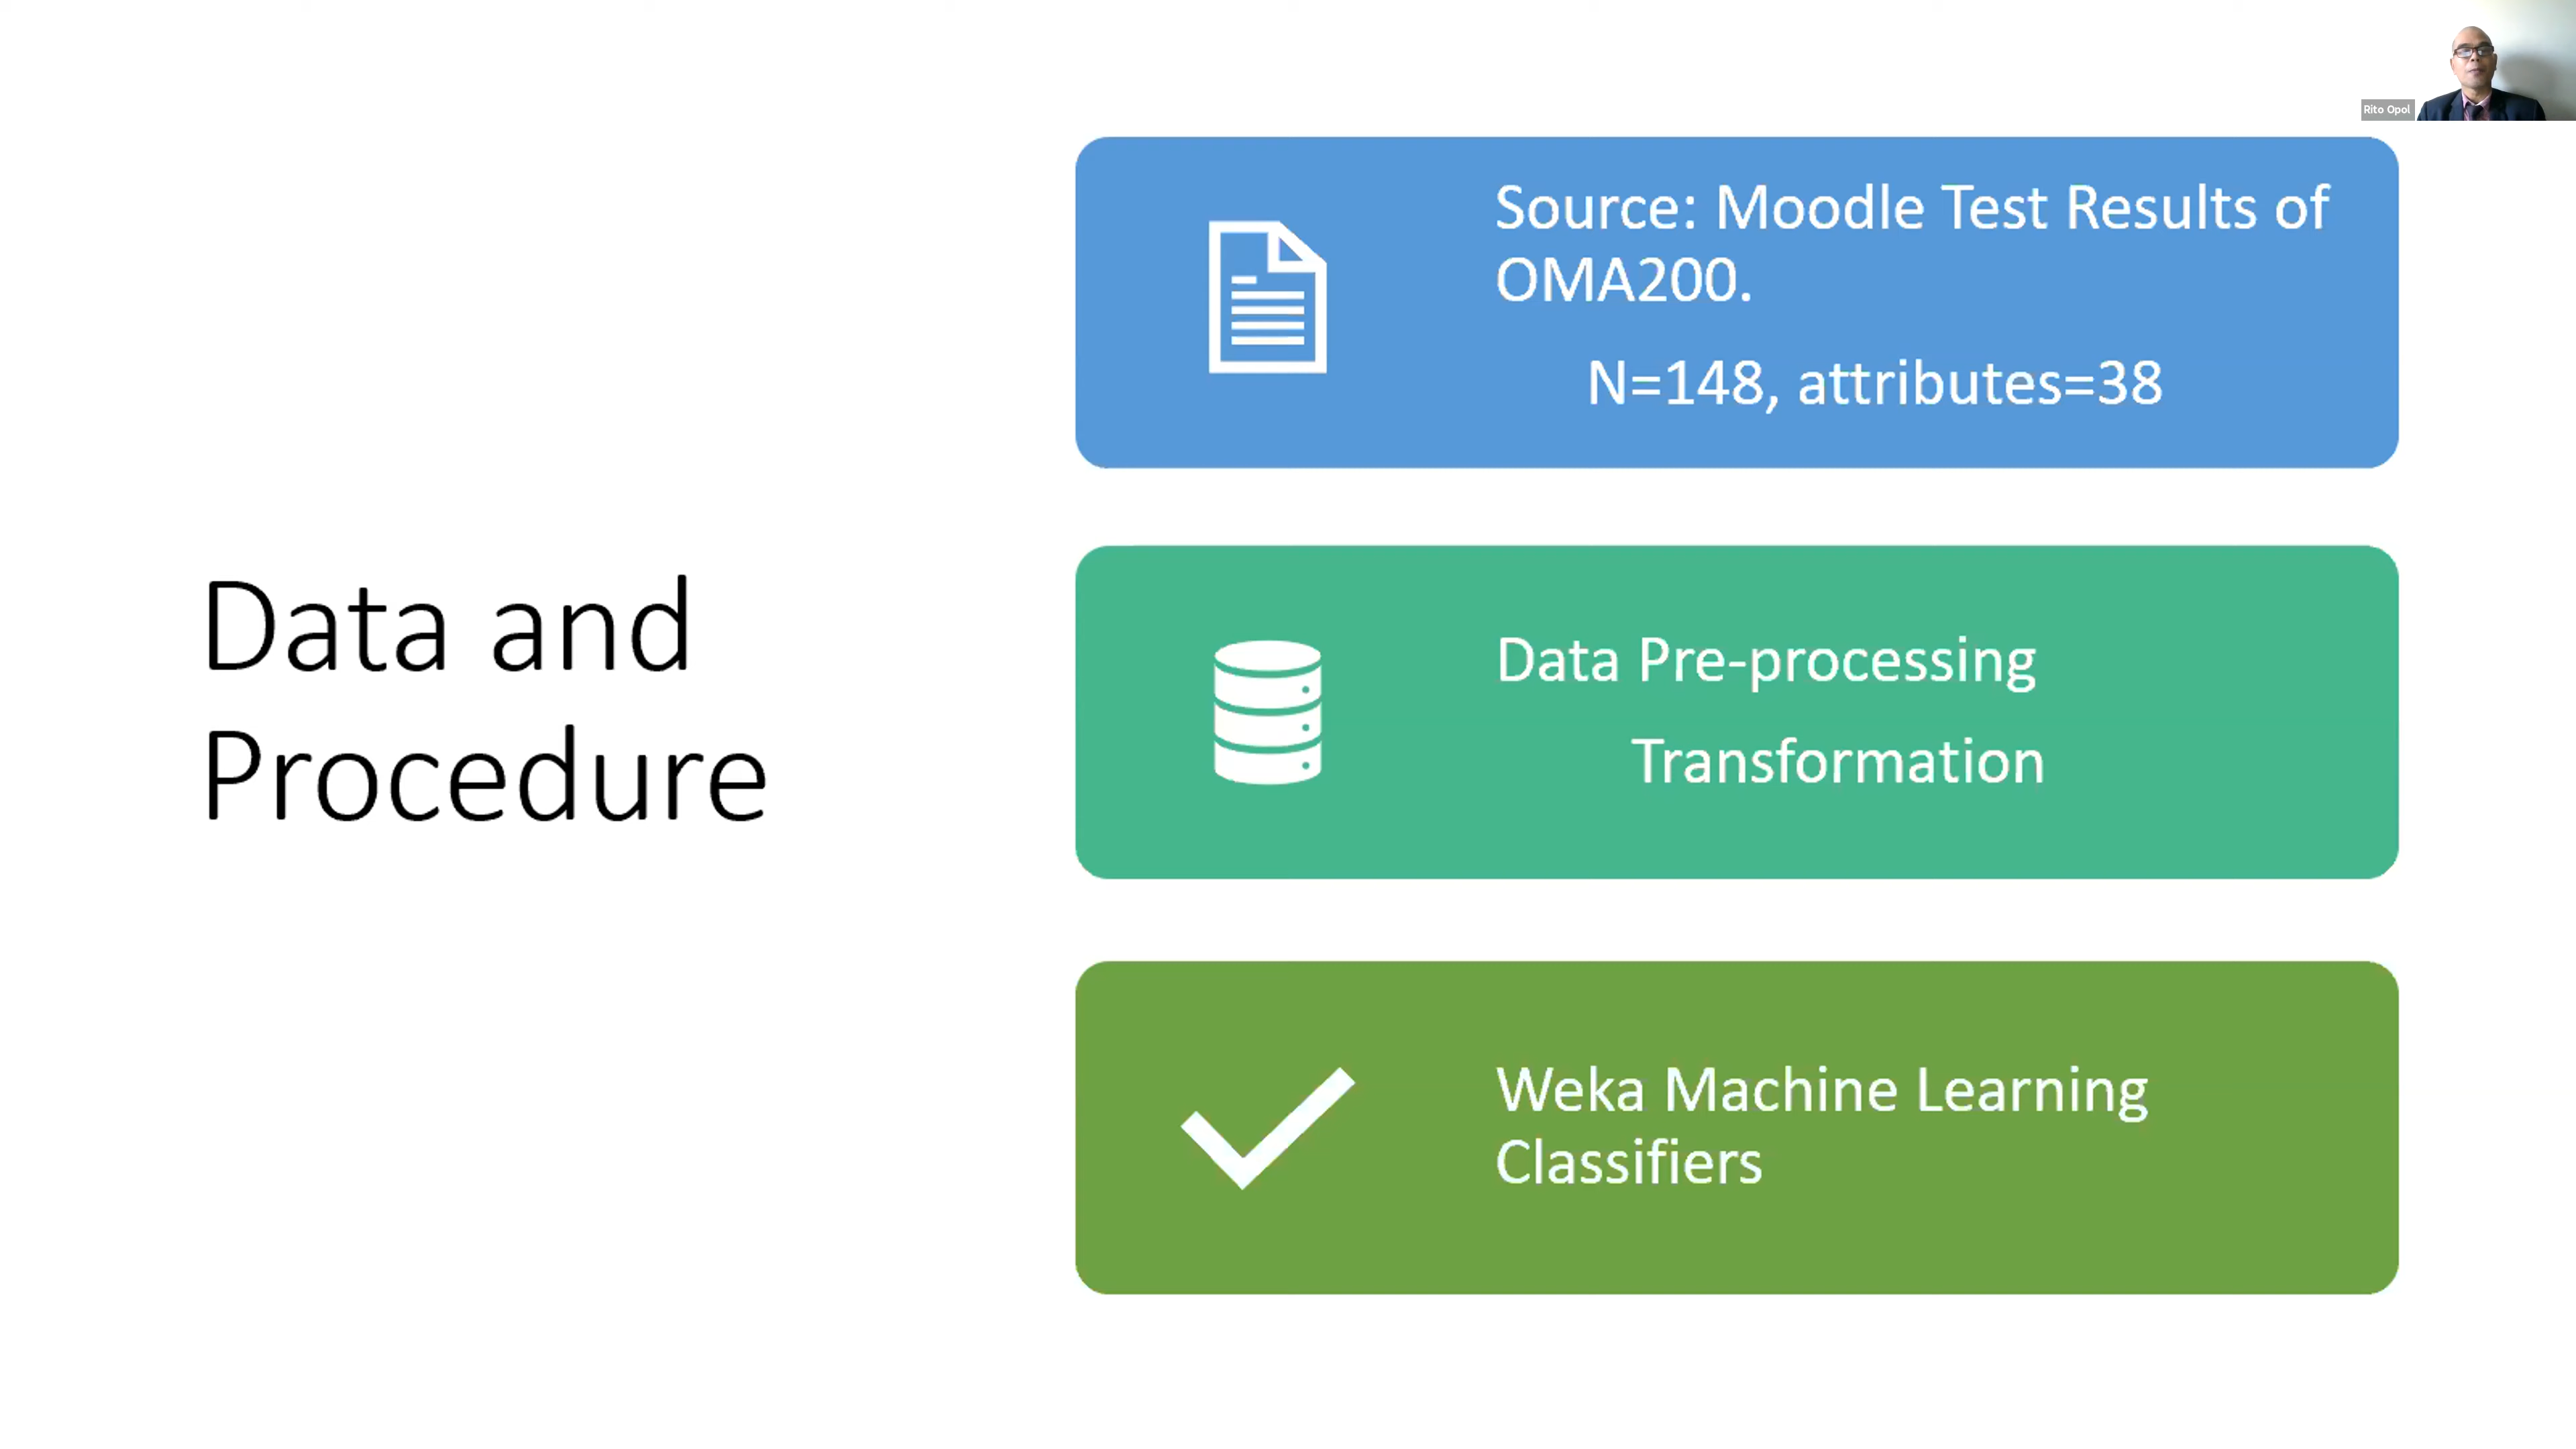 Rito Opol
Data and
Procedure
Source: Moodle Test Results of
OMA200.
N=148, attributes=38
Data Pre-processing
Transformation
Weka Machine Learning
Classifiers